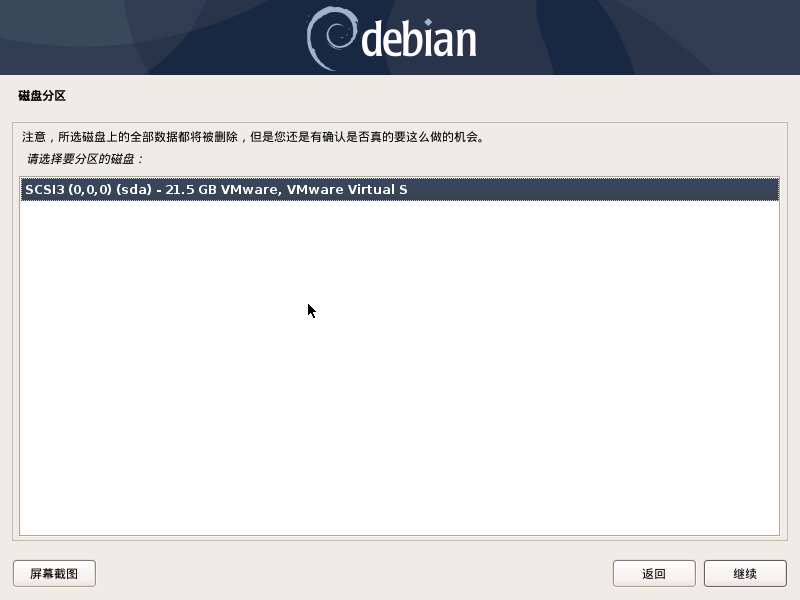 debian
磁盘分区
注意，所选磁盘上的全部数据都将被删除，但是您还是有确认是否真的要这么做的机会。
请选择要分区的磁盘：
SCSI3 (0,0,0) (sda) - 21.5 GB VMware, VMware Virtual S
屏幕截图
返回
继续